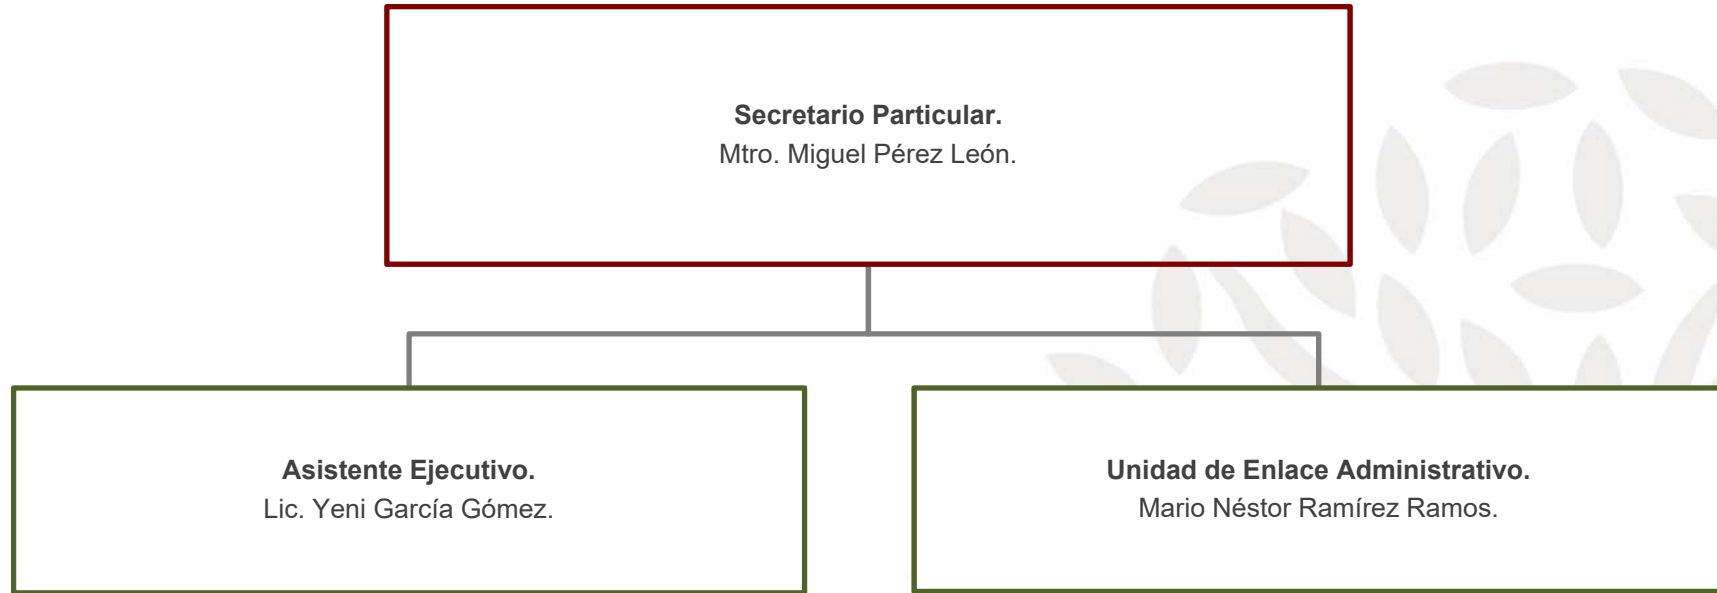 Secretario Particular.
Mtro. Miguel Pérez León.
Asistente Ejecutivo.
Lic. Yeni García Gómez.
Unidad de Enlace Administrativo.
Mario Néstor Ramírez Ramos.